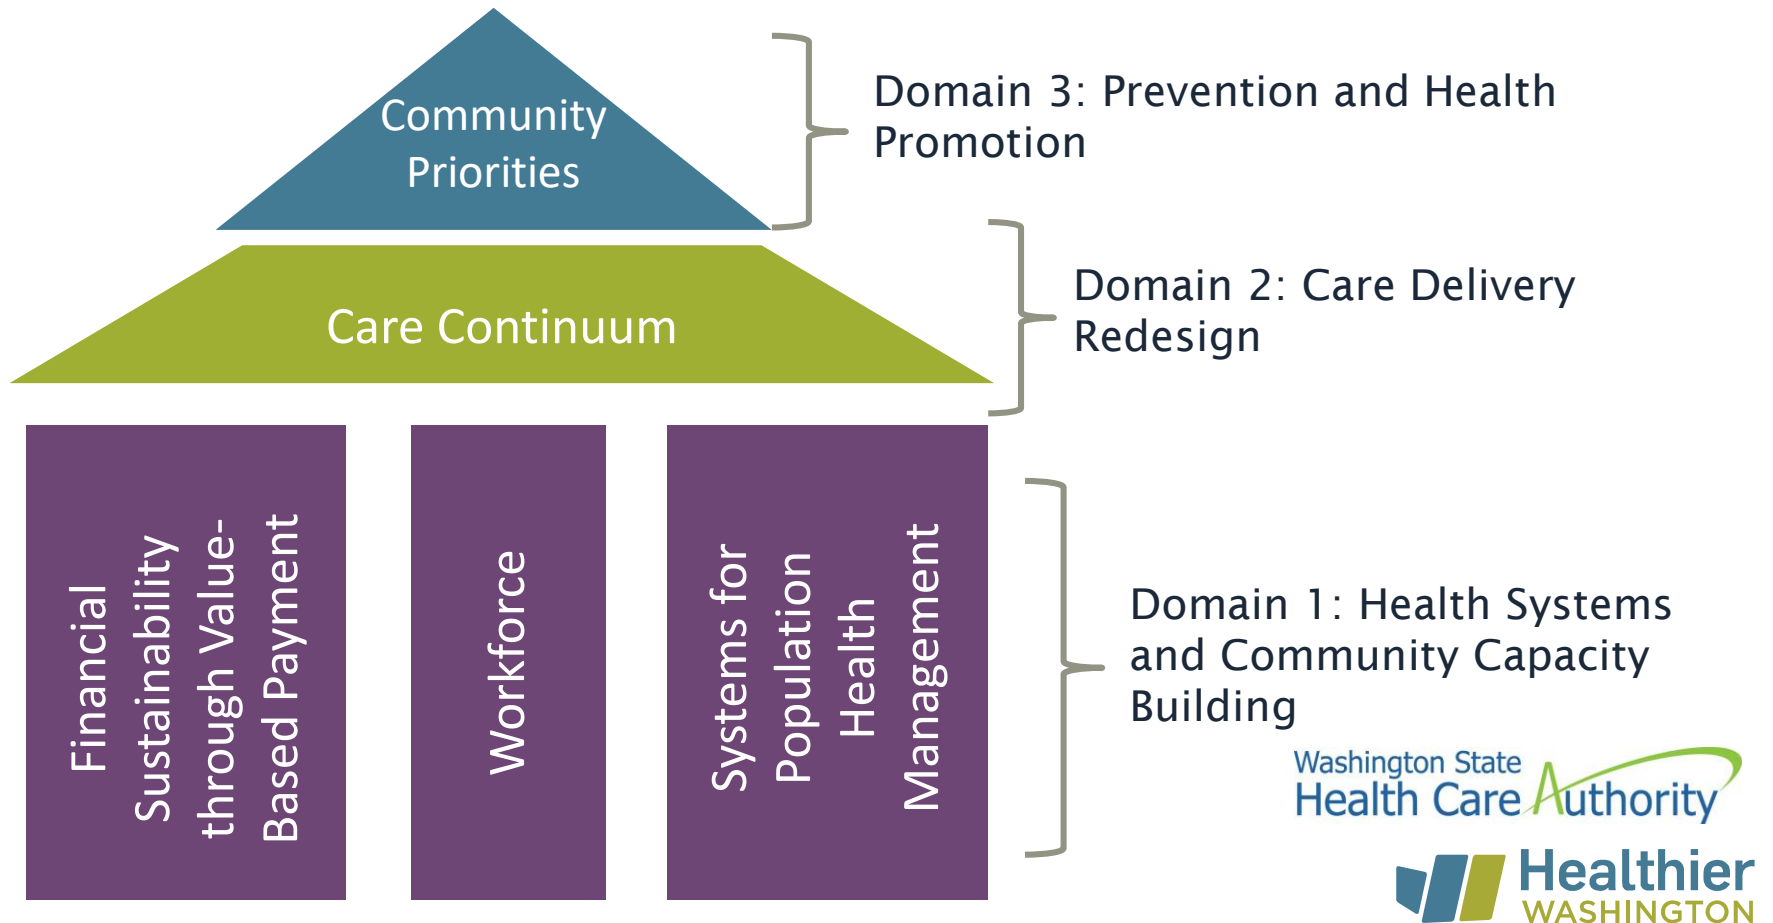 Community
Priorities
Domain 3: Prevention and Health
Promotion
Care Continuum
Domain 2: Care Delivery
Redesign
Financial
Sustainability
through Value-
Based Payment
Workforce
Systems for
Population
Health
Management
Domain 1: Health Systems
and Community Capacity
Building
Washington State
Health Care Authority
Healthier
WASHINGTON